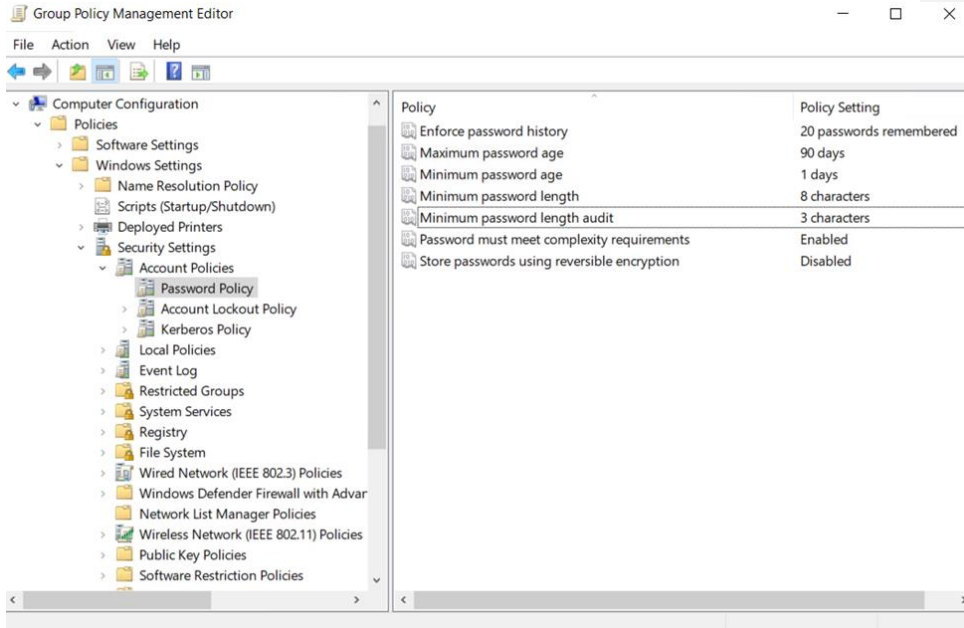 Group Policy Management Editor
File Action View Help
Computer Configuration
Policies
Software Settings
Windows Settings
Name Resolution Policy
Scripts (Startup/Shutdown)
Deployed Printers
Security Settings
Account Policies
Password Policy
Account Lockout Policy
Kerberos Policy
Local Policies
Event Log
Restricted Groups
System Services
Registry
File System
Wired Network (IEEE 802.3) Policies
Windows Defender Firewall with Advar
Network List Manager Policies
Wireless Network (IEEE 802.11) Policies
Public Key Policies
Software Restriction Policies
Policy Policy Setting
Enforce password history 20 passwords remembered
Maximum password age 90 days
Minimum password age 1 days
Minimum password length 8 characters
Minimum password length audit 3 characters
Password must meet complexity requirements Enabled
Store passwords using reversible encryption Disabled